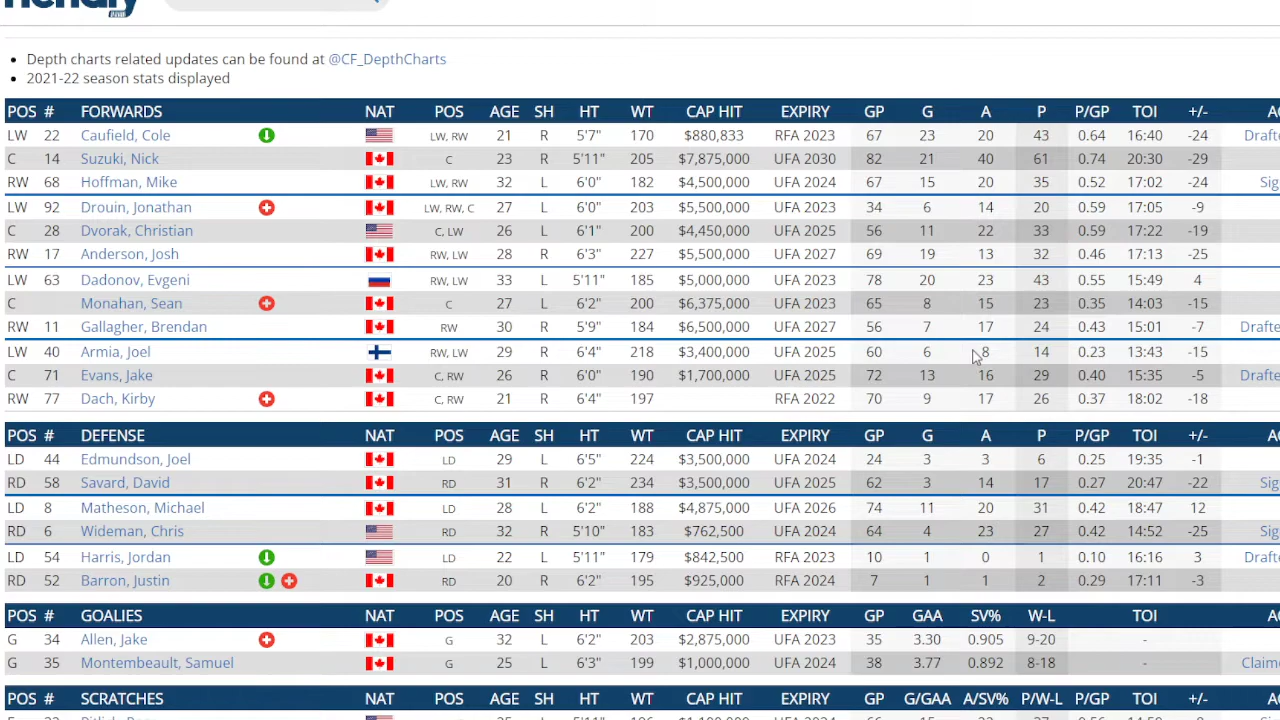 • Depth charts related updates can be found at @CF_DepthCharts
• 2021-22 season stats displayed
POS # FORWARDS NAT POS AGE SH HT WT CAP HIT EXPIRY GP G A P P/GP TOI +/-
LW 22 Caufield, Cole LW, RW 21 R 5'7" 170 $880,833 RFA 2023 67 23 20 43 0.64 16:40 -24 Drafte
C 14 Suzuki, Nick C 23 R 5'11" 205 $7,875,000 UFA 2030 82 21 40 61 0.74 20:30 -29
RW 68 Hoffman, Mike LW, RW 32 L 6'0" 182 $4,500,000 UFA 2024 67 15 20 35 0.52 17:02 -24 Sig
LW 92 Drouin, Jonathan LW, RW, C 27 L 6'0" 203 $5,500,000 UFA 2023 34 6 14 20 0.59 17:05 -9
C 28 Dvorak, Christian C, LW 26 L 6'1" 200 $4,450,000 UFA 2025 56 11 22 33 0.59 17:22 -19
RW 17 Anderson, Josh RW, LW 28 R 6'3" 227 $5,500,000 UFA 2027 69 19 13 32 0.46 17:13 -25
LW 63 Dadonov, Evgeni RW, LW 33 L 5'11" 185 $5,000,000 UFA 2023 78 20 23 43 0.55 15:49 4
C Monahan, Sean C 27 L 6'2" 200 $6,375,000 UFA 2023 65 8 15 23 0.35 14:03 -15
RW 11 Gallagher, Brendan RW 30 R 5'9" 184 $6,500,000 UFA 2027 56 7 17 24 0.43 15:01 -7 Drafte
LW 40 Armia, Joel RW, LW 29 R 6'4" 218 $3,400,000 UFA 2025 60 6 8 14 0.23 13:43 -15
C 71 Evans, Jake C, RW 26 R 6'0" 190 $1,700,000 UFA 2025 72 13 16 29 0.40 15:35 -5 Drafte
RW 77 Dach, Kirby C, RW 21 R 6'4" 197 RFA 2022 70 9 17 26 0.37 18:02 -18
POS # DEFENSE NAT POS AGE SH HT WT CAP HIT EXPIRY GP G A P P/GP TOI +/-
LD 44 Edmundson, Joel LD 29 L 6'5" 224 $3,500,000 UFA 2024 24 3 3 6 0.25 19:35 -1
RD 58 Savard, David RD 31 R 6'2" 234 $3,500,000 UFA 2025 62 3 14 17 0.27 20:47 -22 Sig
LD 8 Matheson, Michael LD 28 L 6'2" 188 $4,875,000 UFA 2026 74 11 20 31 0.42 18:47 12
RD 6 Wideman, Chris RD 32 R 5'10" 183 $762,500 UFA 2024 64 4 23 27 0.42 14:52 -25 Sig
LD 54 Harris, Jordan LD 22 L 5'11" 179 $842,500 RFA 2023 10 1 0 1 0.10 16:16 3 Drafte
RD 52 Barron, Justin RD 20 R 6'2" 195 $925,000 RFA 2024 7 1 1 2 0.29 17:11 -3
POS # GOALIES NAT POS AGE SH HT WT CAP HIT EXPIRY GP GAA SV% W-L TOI
G 34 Allen, Jake G 32 L 6'2" 203 $2,875,000 UFA 2023 35 3.30 0.905 9-20 -
G 35 Montembeault, Samuel G 25 L 6'3" 199 $1,000,000 UFA 2024 38 3.77 0.892 8-18 - Claime
POS # SCRATCHES NAT POS AGE SH HT WT CAP HIT EXPIRY GP G/GAA A/SV% P/W-L P/GP TOI +/-